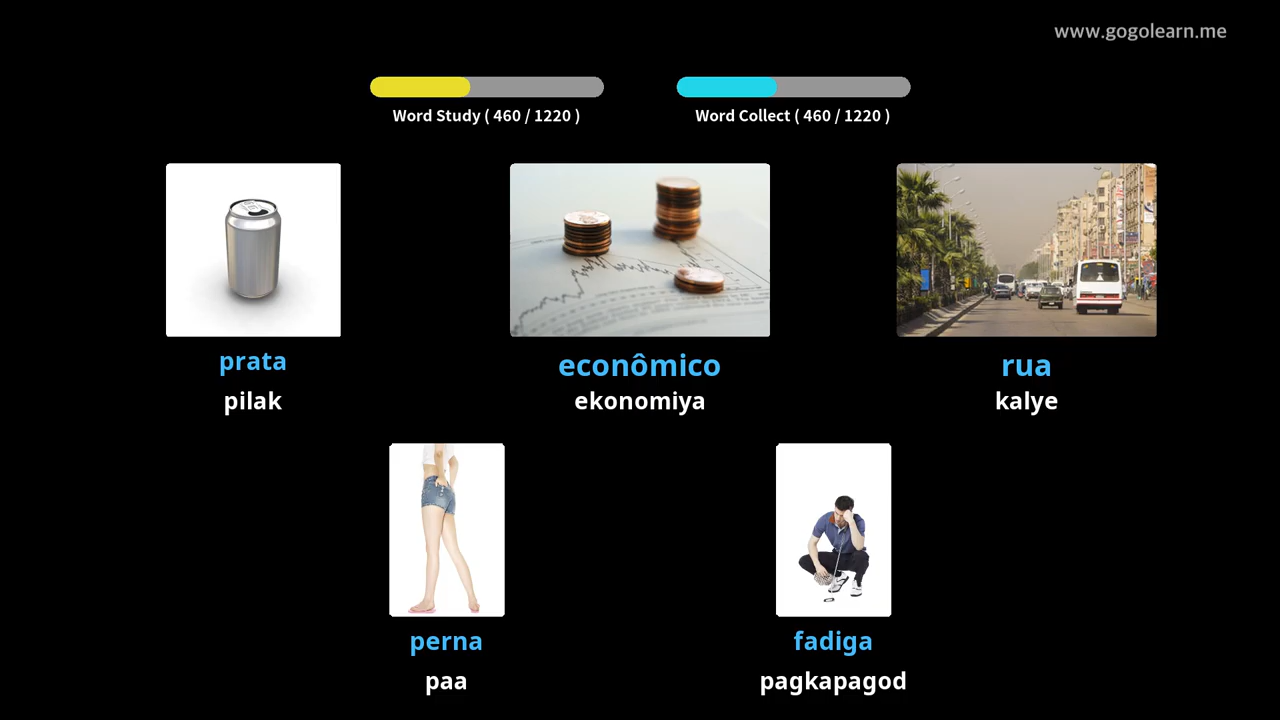 www.gogolearn.me
Word Study ( 460 / 1220 )
Word Collect ( 460 / 1220 )
prata
pilak
econômico
ekonomiya
rua
kalye
perna
paa
fadiga
pagkapagod